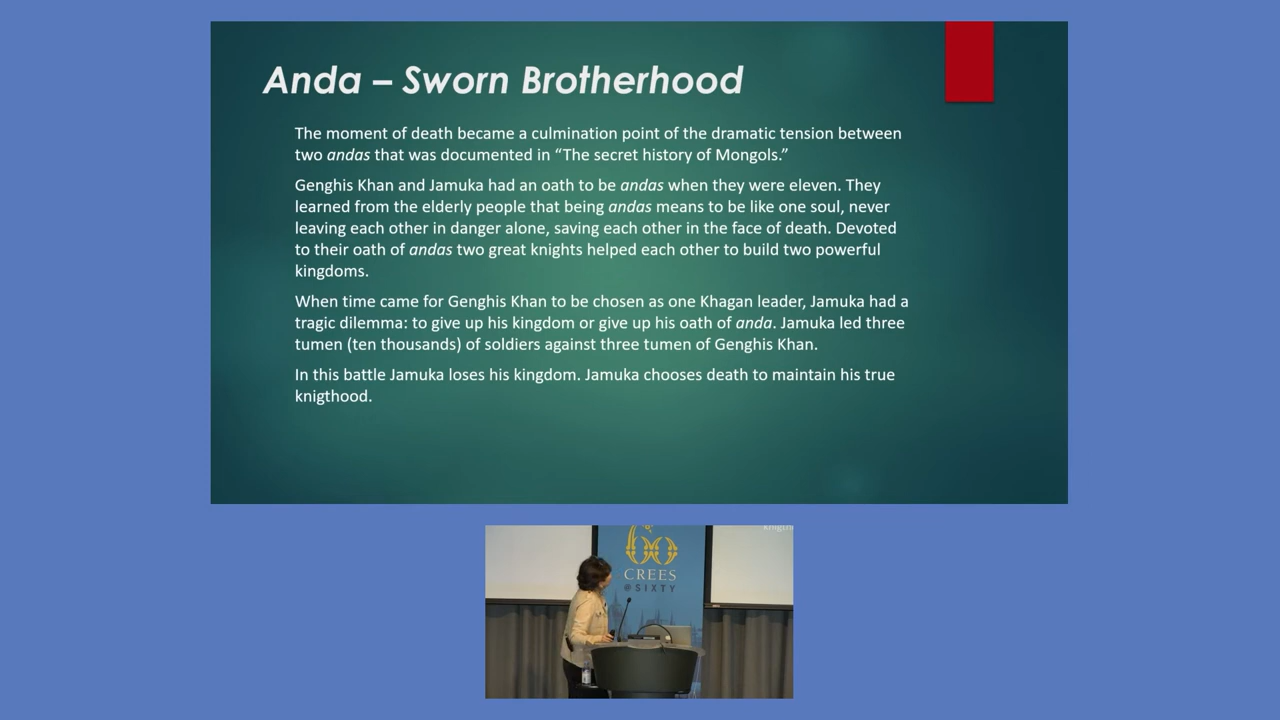 Anda – Sworn Brotherhood
The moment of death became a culmination point of the dramatic tension between
two andas that was documented in “The secret history of Mongols.”
Genghis Khan and Jamuka had an oath to be andas when they were eleven. They
learned from the elderly people that being andas means to be like one soul, never
leaving each other in danger alone, saving each other in the face of death. Devoted
to their oath of andas two great knights helped each other to build two powerful
kingdoms.
When time came for Genghis Khan to be chosen as one Khagan leader, Jamuka had a
tragic dilemma: to give up his kingdom or give up his oath of anda. Jamuka led three
tumen (ten thousands) of soldiers against three tumen of Genghis Khan.
In this battle Jamuka loses his kingdom. Jamuka chooses death to maintain his true
knigthood.
60
CREES
@SIXTY